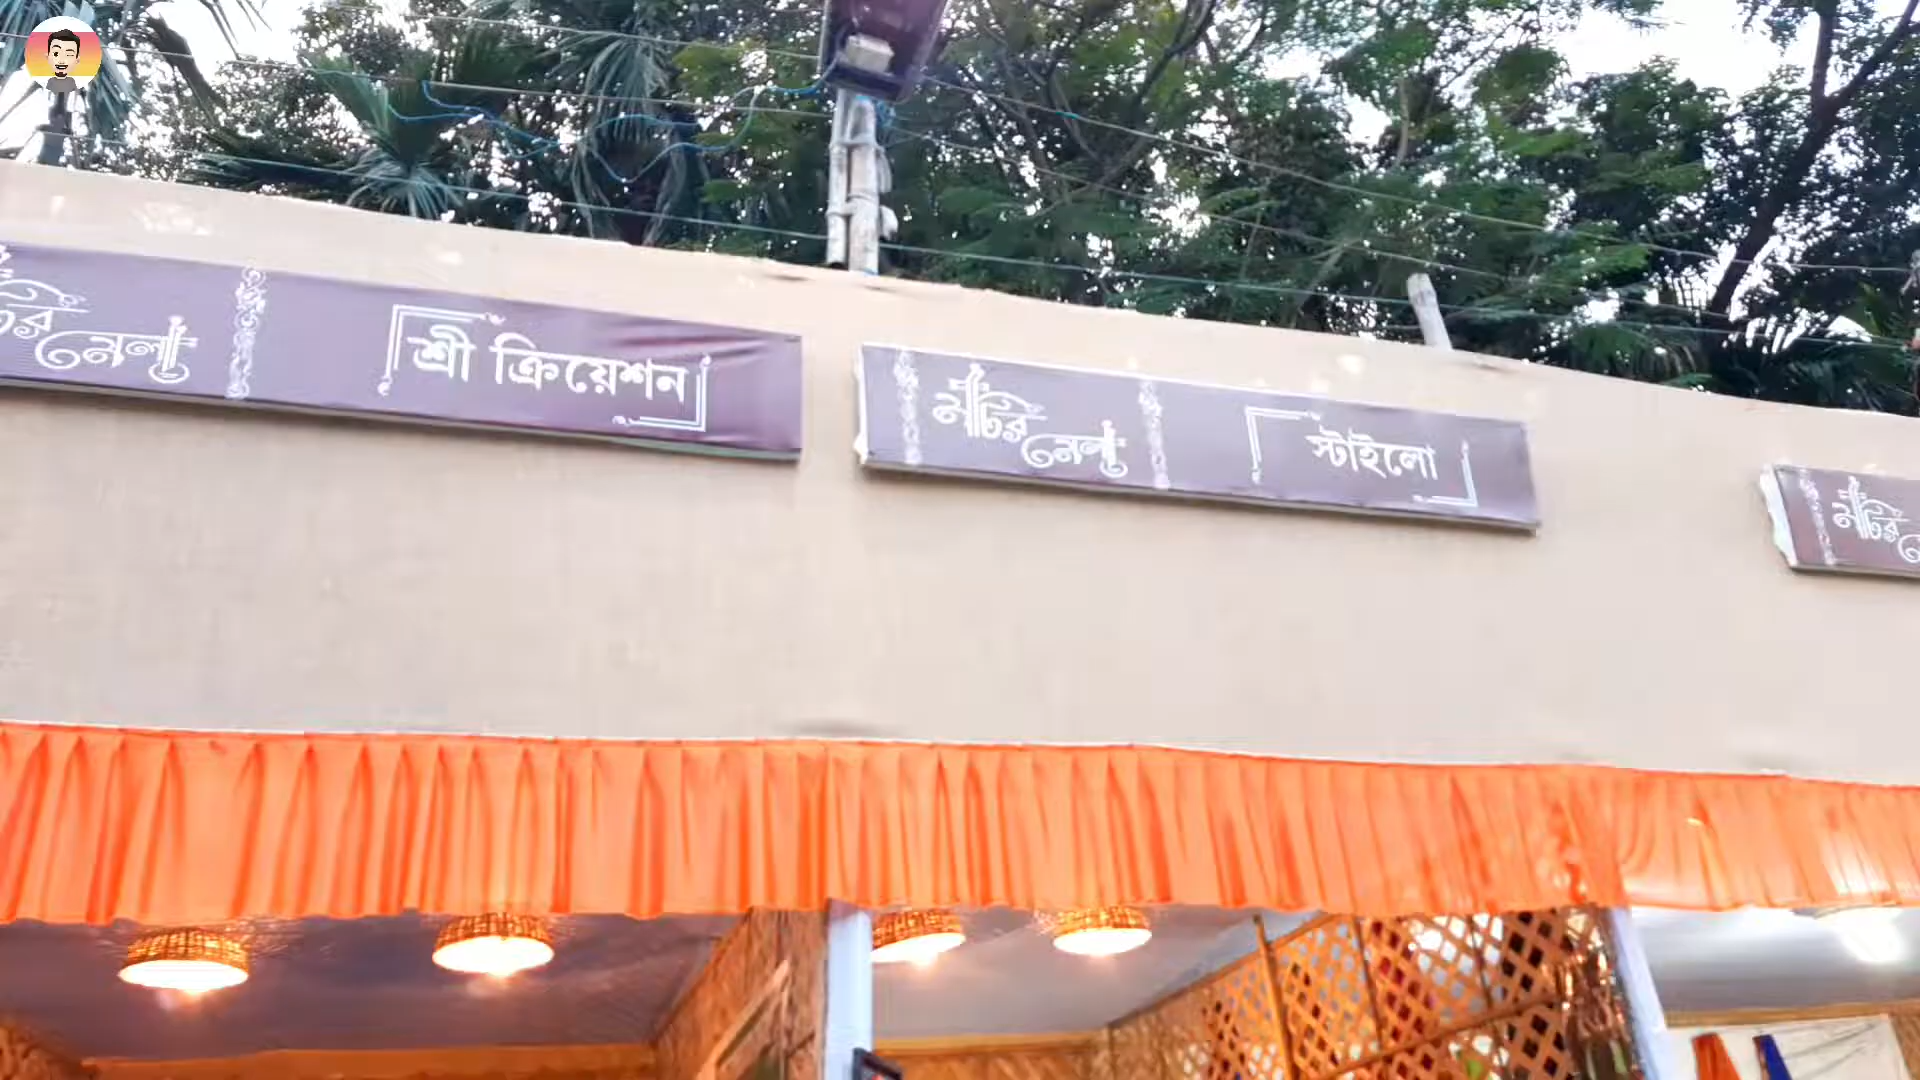 মাটির মেলা
শ্রী ক্রিয়েশন
মাটির মেলা
স্টাইলো
মাটির